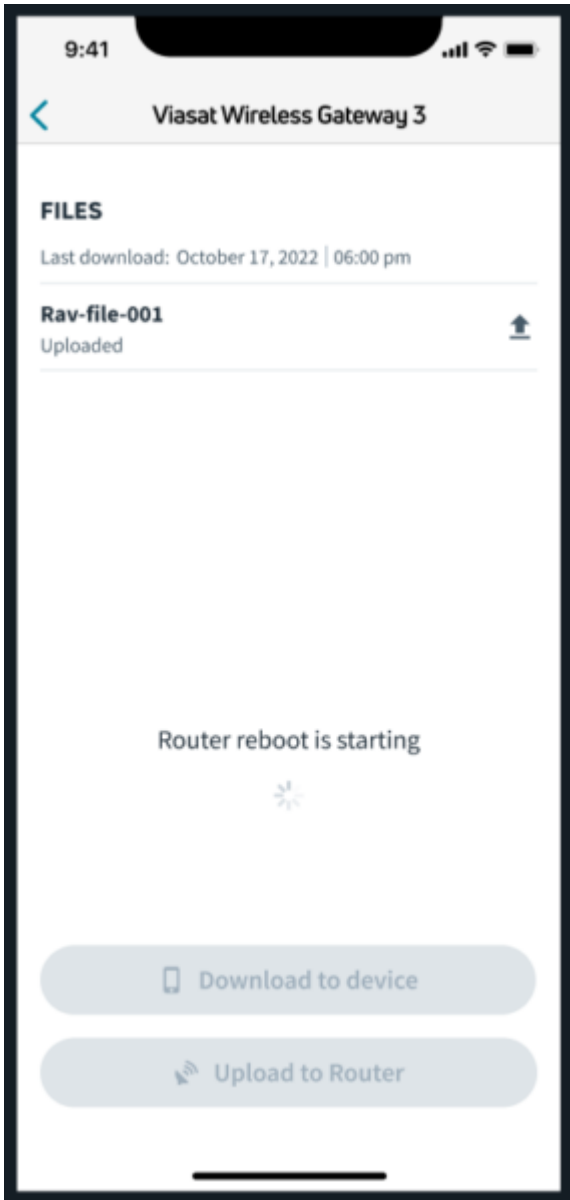 9:41
Viasat Wireless Gateway 3
FILES
Last download: October 17, 2022 | 06:00 pm
Rav-file-001
Uploaded
Router reboot is starting
Download to device
Upload to Router